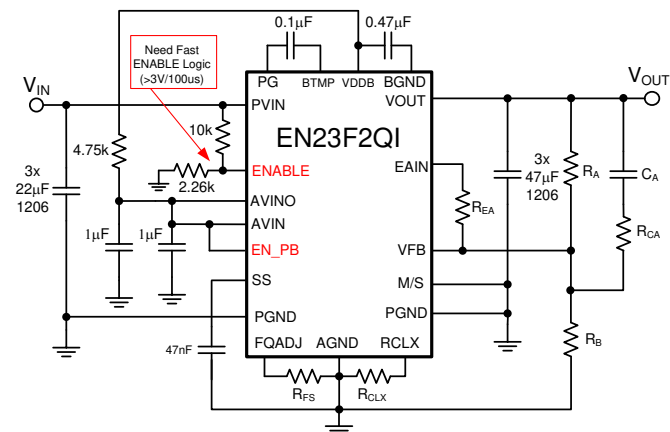 0.1µF
0.47µF
Need Fast
ENABLE Logic
(>3V/100us)
PG
BTMP
VDDB
BGND
VIN
PVIN
VOUT
VOUT
EN23F2QI
10k
4.75k
3x
22µF
1206
ENABLE
2.26k
EAIN
3x
47µF
1206
RA
CA
AVINO
REA
RCA
AVIN
1µF
1µF
EN_PB
VFB
SS
M/S
PGND
PGND
47nF
RB
FQADJ
AGND
RCLX
RFS
RCLX